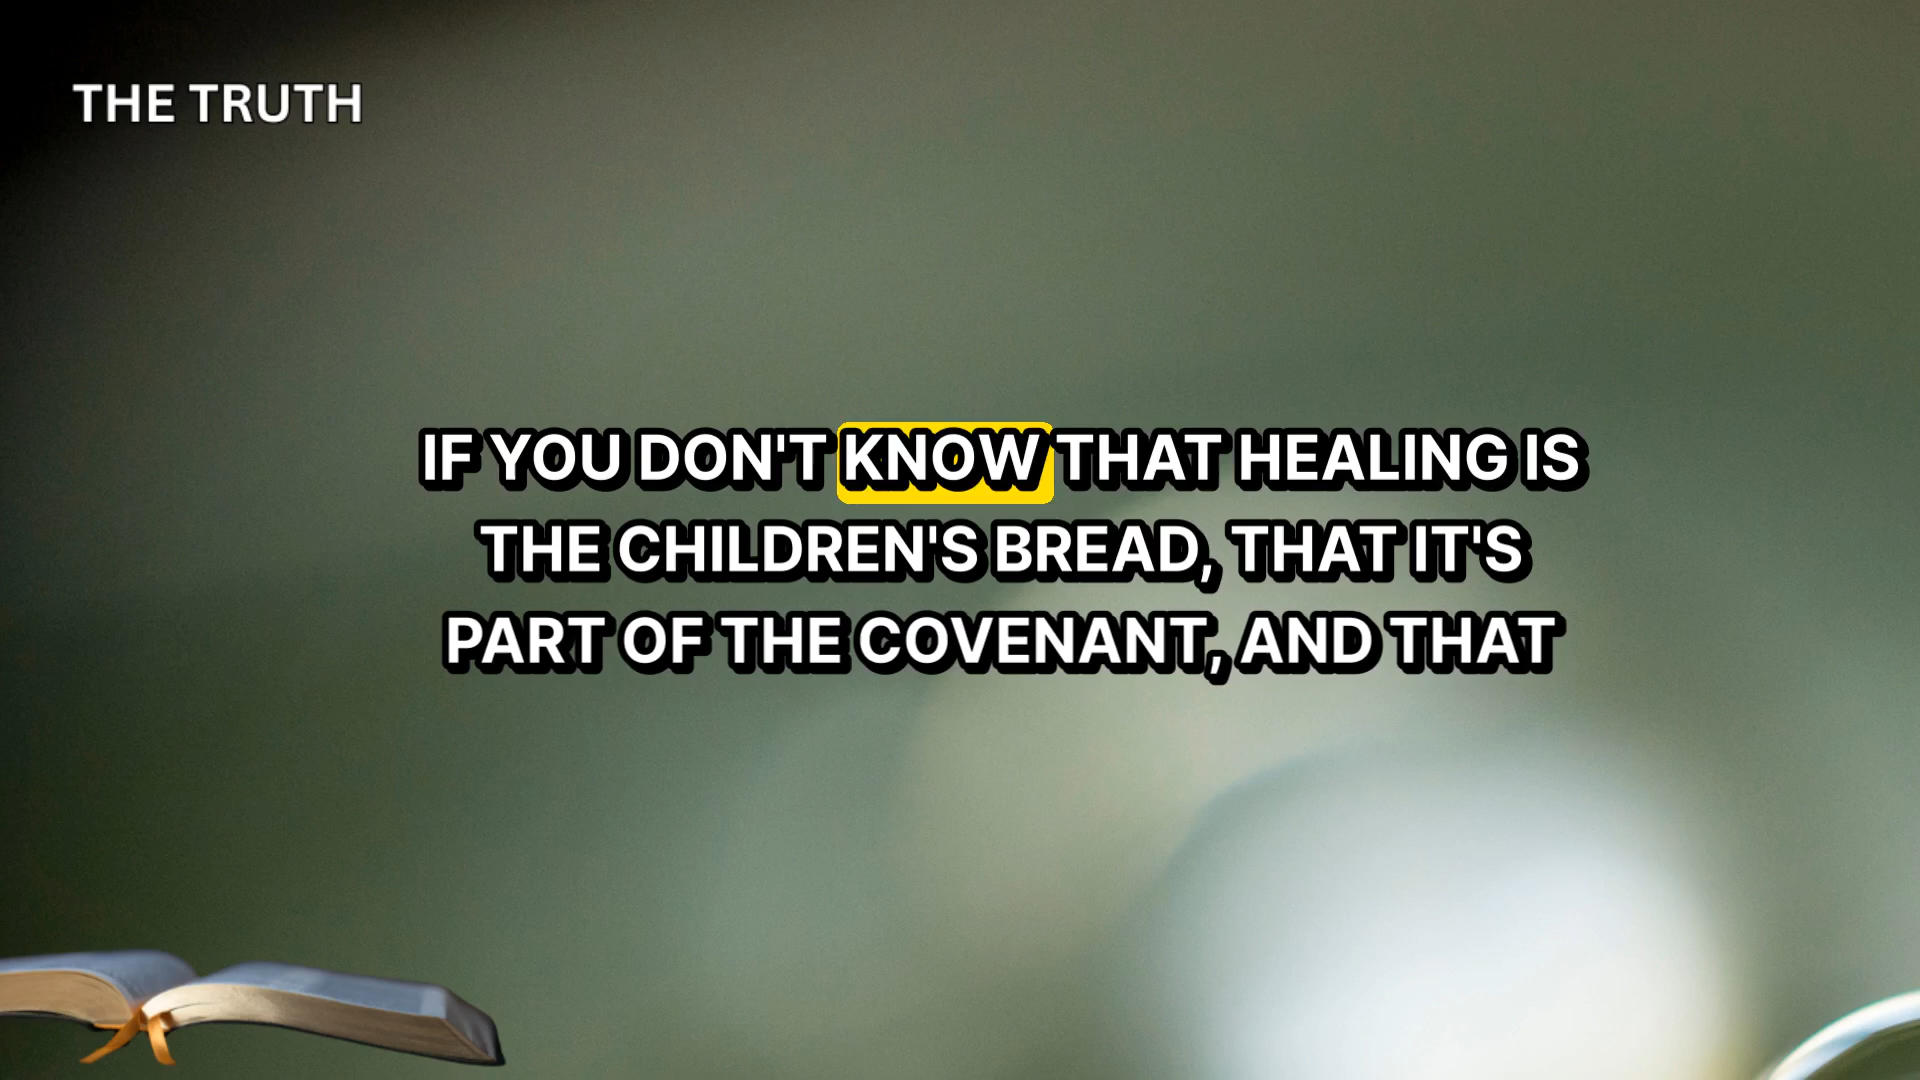 THE TRUTH
IF YOU DON'T KNOW THAT HEALING IS
THE CHILDREN'S BREAD, THAT IT'S
PART OF THE COVENANT, AND THAT